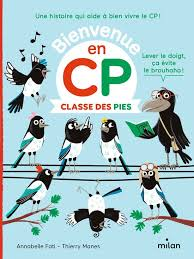 Une histoire qui aide à bien vivre le CP !
Bienvenue
en
CP
CLASSE DES PIES
Lever le doigt,
ça évite
le brouhaha !
Annabelle Fati - Thierry Manes
milan